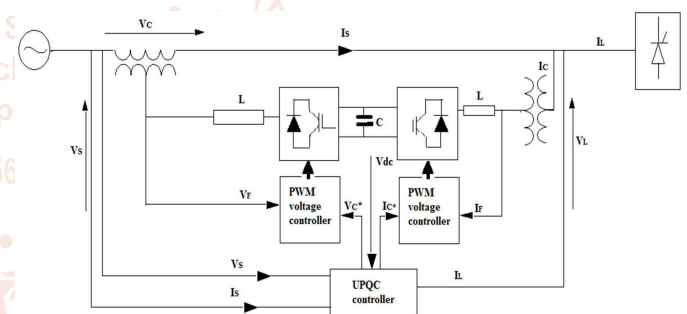 Vc
Is
IL
Ic
L
L
C
Vs
VL
Vdc
VF
PWM
voltage
controller
Vc*
Ic*
PWM
voltage
controller
IF
Vs
Is
UPQC
controller
IL